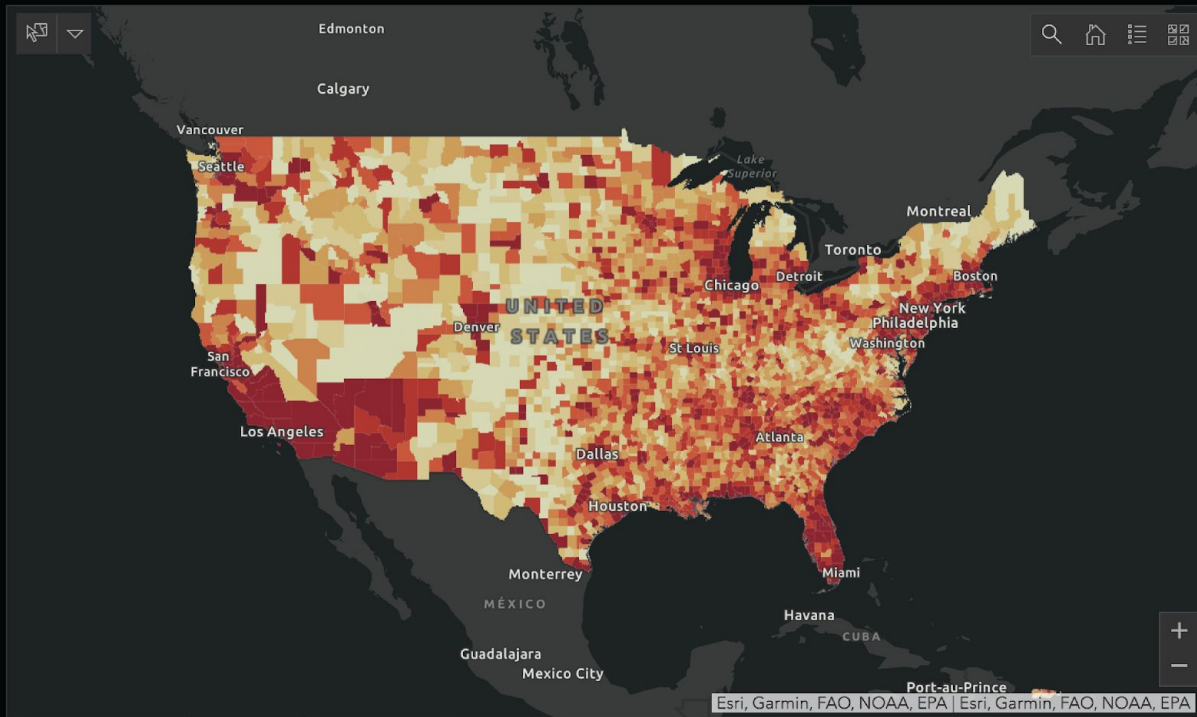 Edmonton
Calgary
Vancouver
Seattle
Lake
Superior
Montreal
Toronto
Boston
Detroit
Chicago
New York
Philadelphia
UNITED
STATES
Denver
Washington
St Louis
San
Francisco
Los Angeles
Atlanta
Dallas
Houston
Miami
Monterrey
MÉXICO
Havana
CUBA
Guadalajara
Mexico City
Port-au-Prince
+
−
Esri, Garmin, FAO, NOAA, EPA | Esri, Garmin, FAO, NOAA, EPA